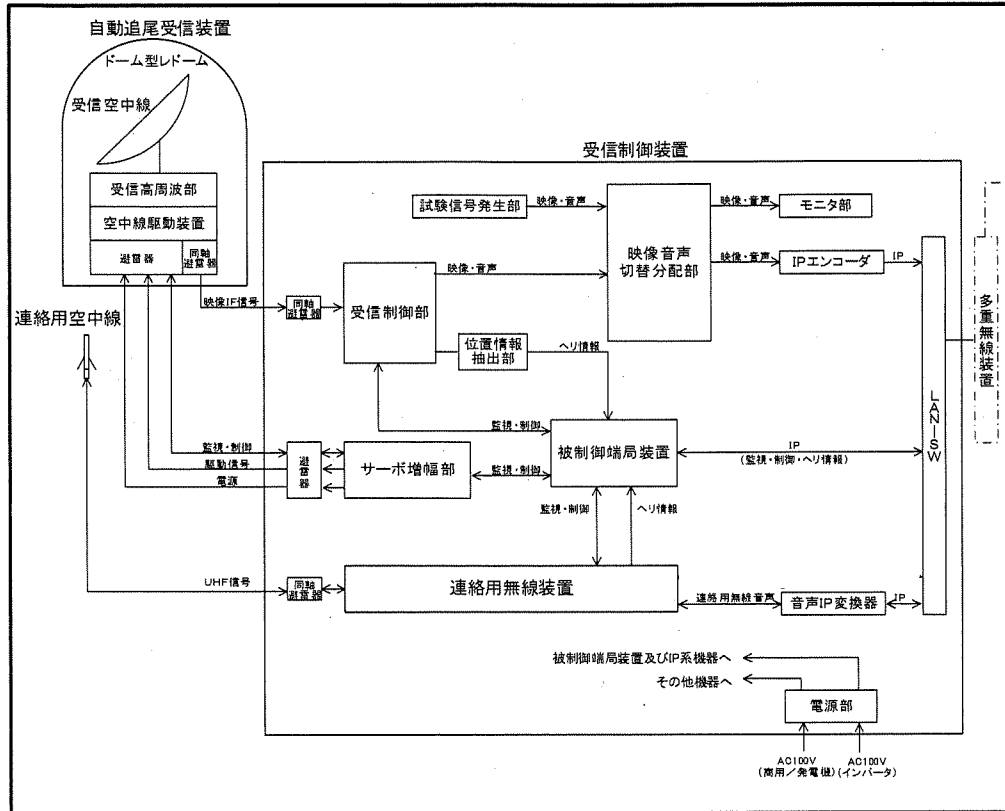 自動追尾受信装置
ドーム型レドーム
受信空中線
受信高周波部
空中線駆動装置
避雷器
同軸
避雷器
連絡用空中線
受信制御装置
試験信号発生部
映像・音声
映像音声
切替分配部
映像・音声
モニタ部
映像・音声
IPエンコーダ
IP
映像IF信号
同軸
避雷器
受信制御部
映像・音声
位置情報
抽出部
ヘリ情報
多重無線装置
LAN|SW
監視・制御
監視・制御
駆動信号
電源
避雷器
サーボ増幅部
監視・制御
被制御端局装置
IP
(監視・制御・ヘリ情報)
監視・制御
ヘリ情報
UHF信号
同軸
避雷器
連絡用無線装置
連絡用無線音声
音声IP変換器
IP
被制御端局装置及びIP系機器へ
その他機器へ
電源部
AC100V
(商用/発電機)
AC100V
(インバータ)